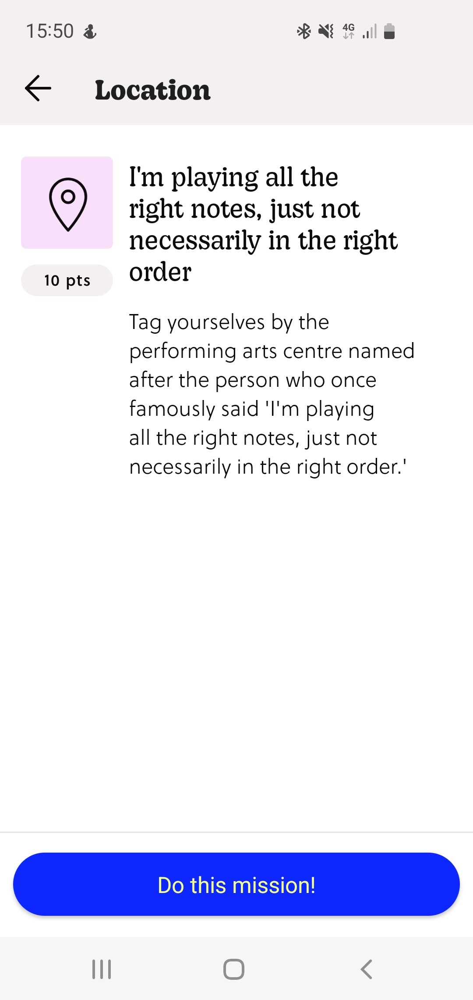 15:50
4G
Location
I'm playing all the
right notes, just not
necessarily in the right
order
10 pts
Tag yourselves by the
performing arts centre named
after the person who once
famously said 'I'm playing
all the right notes, just not
necessarily in the right order.'
Do this mission!